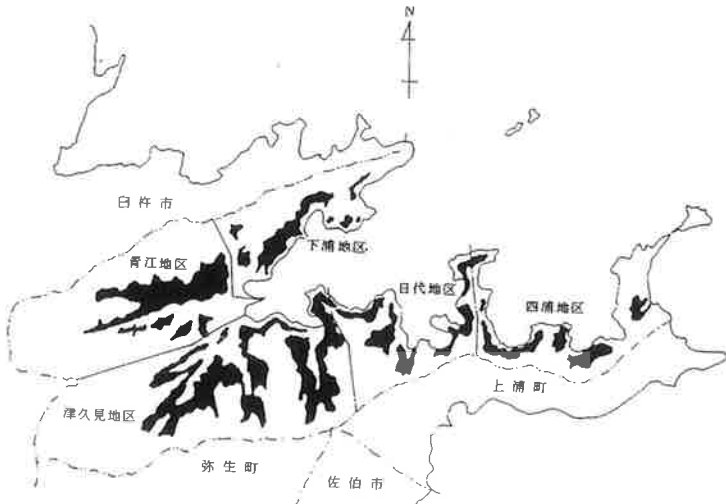 N
臼杵市
下浦地区
青江地区
日代地区
四浦地区
上浦町
津久見地区
弥生町
佐伯市